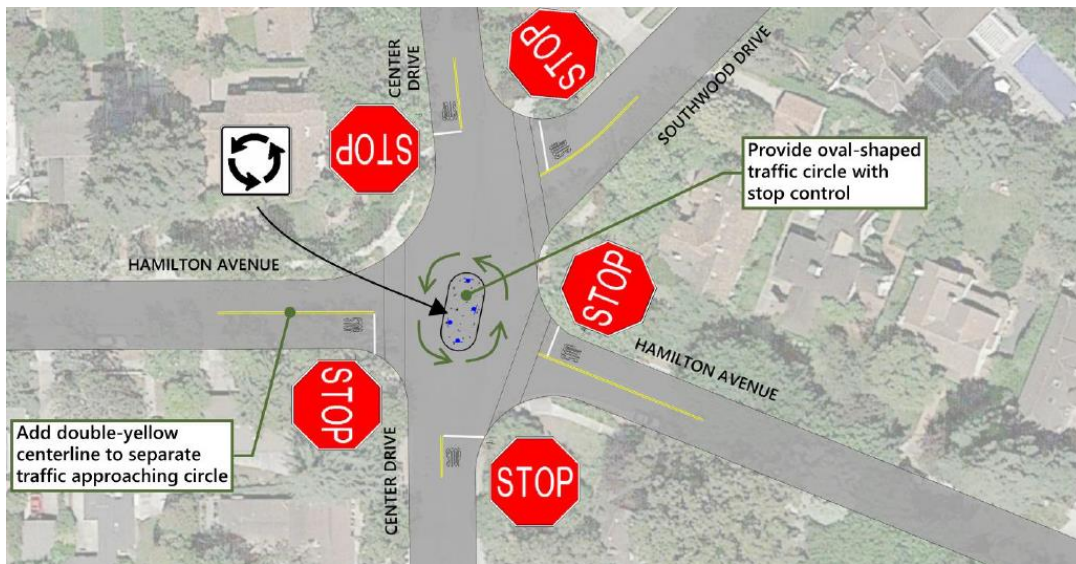 CENTER
DRIVE
STOP
SOUTHWOOD DRIVE
STOP
Provide oval-shaped
traffic circle with
stop control
HAMILTON AVENUE
STOP
HAMILTON AVENUE
STOP
Add double-yellow
centerline to separate
traffic approaching circle
CENTER DRIVE
STOP